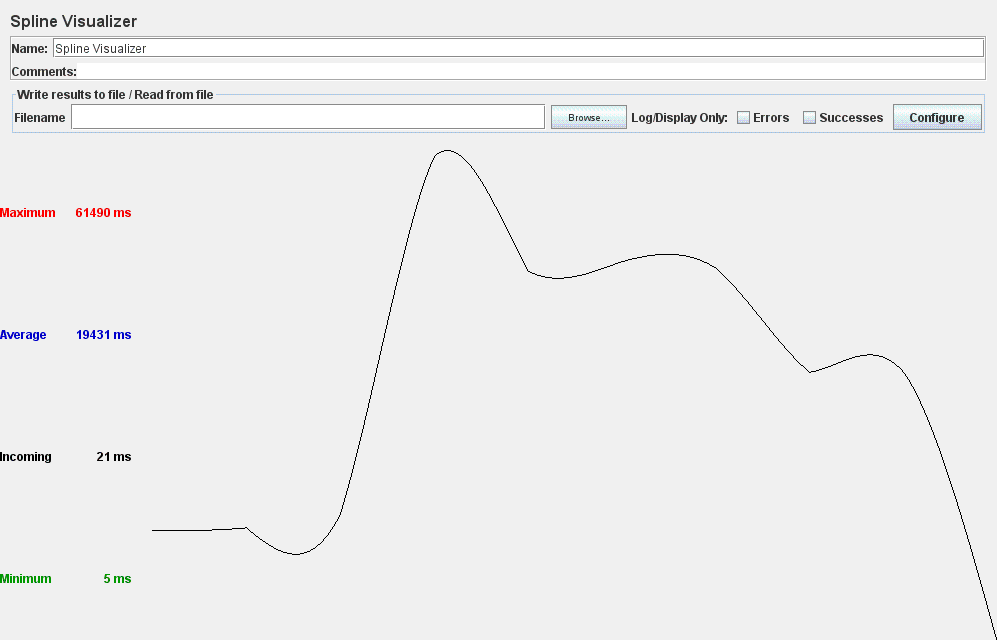 Spline Visualizer
Name: Spline Visualizer
Comments:
Write results to file / Read from file
Filename Browse... Log/Display Only: Errors Successes Configure
Maximum 61490 ms
Average 19431 ms
Incoming 21 ms
Minimum 5 ms